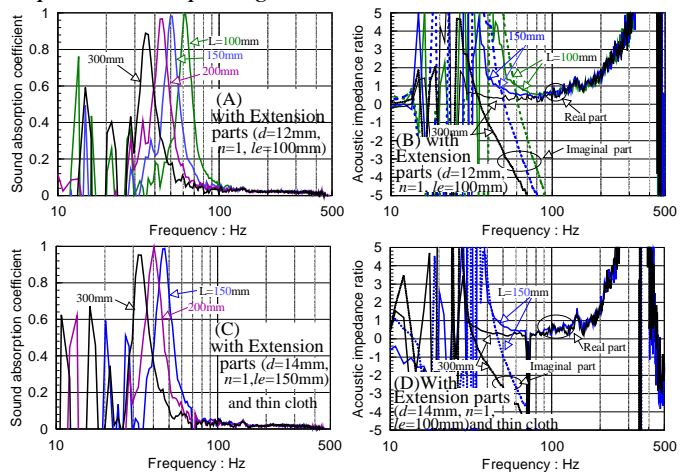 1
0.8
0.6
0.4
0.2
0
Sound absorption coefficient
L=100mm
150mm
200mm
300mm
(A)
with Extension
parts (d=12mm,
n=1, le=100mm)
10
100
500
Frequency : Hz
5
4
3
2
1
0
-1
-2
-3
-4
-5
Acoustic impedance ratio
150mm
L=100mm
Real part
300mm
Imaginal part
(B) with
Extension
parts (d=12mm,
n=1, le=100mm)
10
100
500
Frequency : Hz
1
0.8
0.6
0.4
0.2
0
Sound absorption coefficient
L=150mm
200mm
300mm
(C)
with Extension
parts (d=14mm,
n=1,le=150mm)
and thin cloth
10
100
500
Frequency : Hz
5
4
3
2
1
0
-1
-2
-3
-4
-5
Acoustic impedance ratio
L=150mm
Real part
300mm
Imaginal part
(D)With
Extension parts
(d=14mm, n=1,
le=100mm)and thin cloth
10
100
500
Frequency : Hz